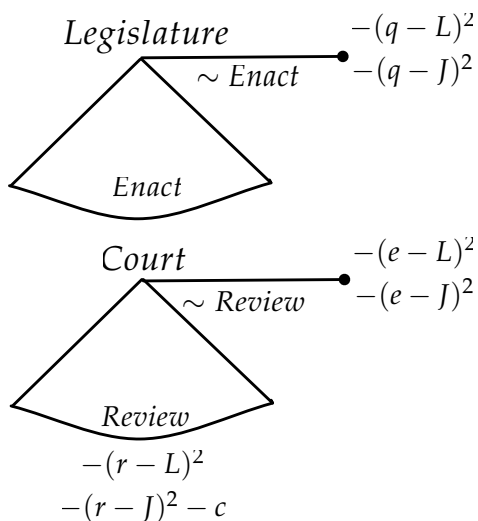 Legislature
−(q − L)²
∼ Enact
−(q − J)²
Enact
Court
−(e − L)²
∼ Review
−(e − J)²
Review
−(r − L)²
−(r − J)² − c